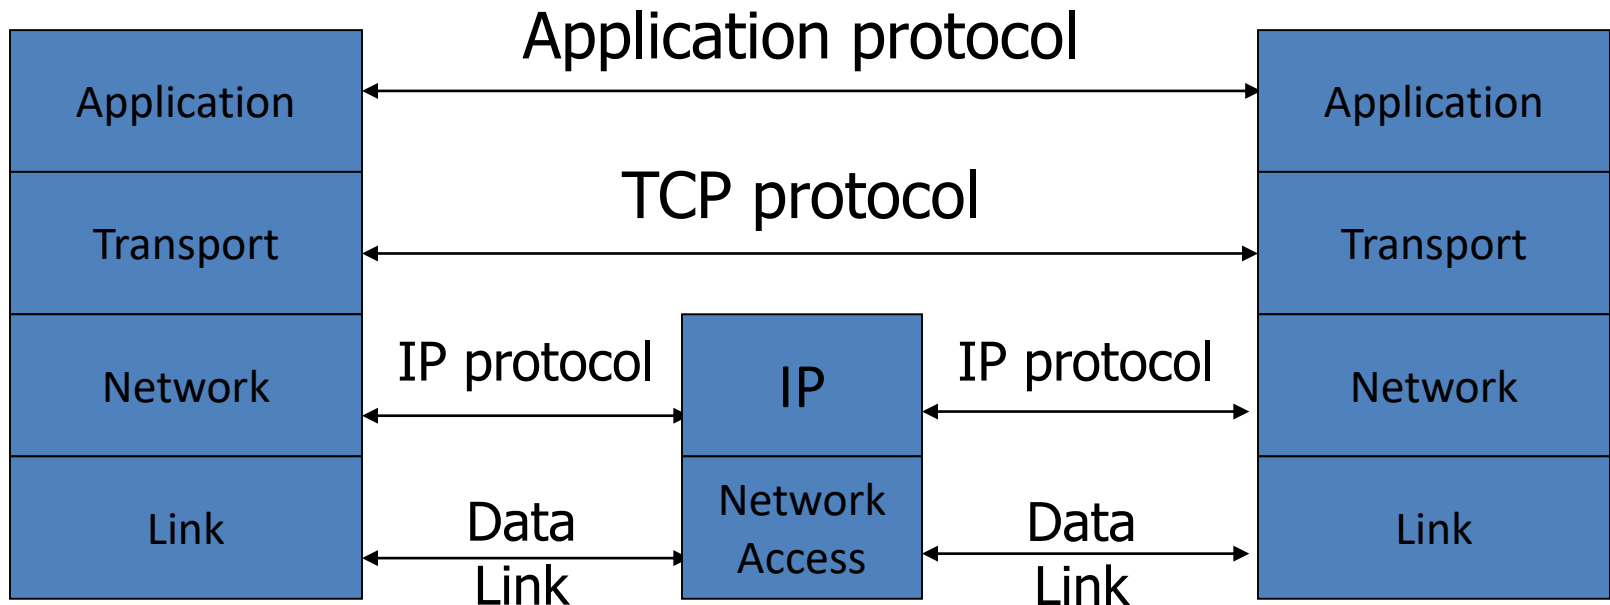 Application protocol
Application
Application
TCP protocol
Transport
Transport
IP protocol
IP
IP protocol
Network
Network
Link
Data
Link
Network
Access
Data
Link
Link